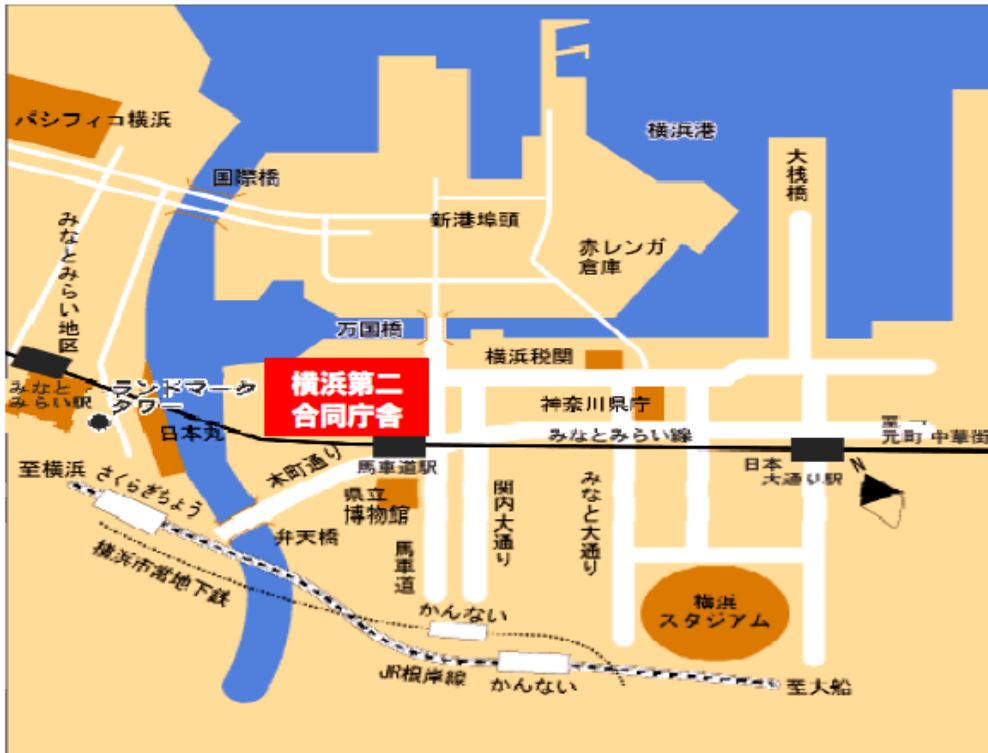 パシフィコ横浜
国際橋
横浜港
大桟橋
新港埠頭
赤レンガ
倉庫
みなとみらい地区
万国橋
横浜税関
みなと
みらい駅
ランドマーク
タワー
横浜第二
合同庁舎
神奈川県庁
日本丸
みなとみらい線
元町 中華街
至横浜
さくらぎちょう
本町通り
馬車道駅
日本
大通り駅
N
県立
博物館
関内大通り
みなと大通り
弁天橋
馬車道
横浜市営地下鉄
横浜
スタジアム
かんない
JR根岸線
かんない
至大船